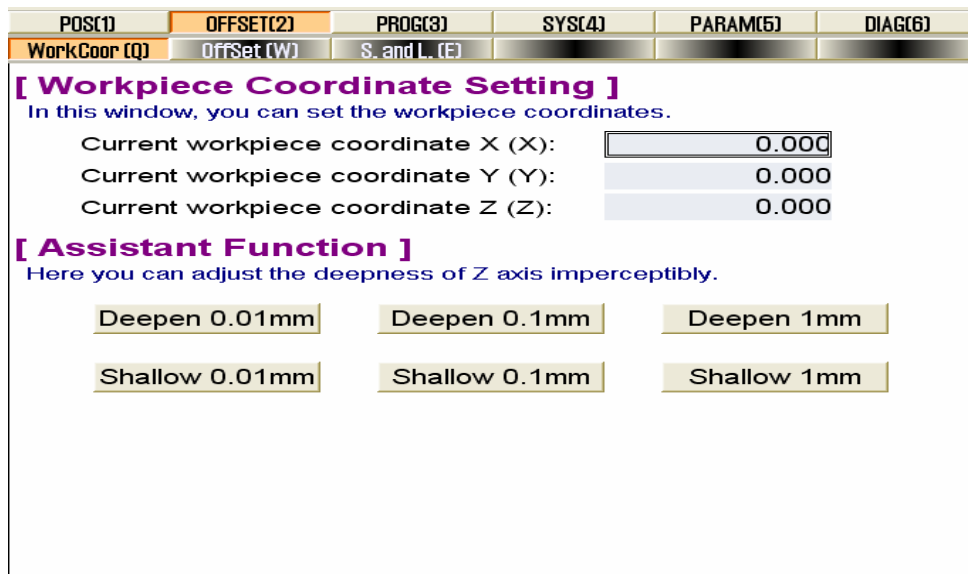 POS(1) OFFSET(2) PROG(3) SYS(4) PARAM(5) DIAG(6)
WorkCoor (Q) OffSet (W) S. and L. (E)
[ Workpiece Coordinate Setting ]
In this window, you can set the workpiece coordinates.
Current workpiece coordinate X (X): 0.000
Current workpiece coordinate Y (Y): 0.000
Current workpiece coordinate Z (Z): 0.000
[ Assistant Function ]
Here you can adjust the deepness of Z axis imperceptibly.
Deepen 0.01mm Deepen 0.1mm Deepen 1mm
Shallow 0.01mm Shallow 0.1mm Shallow 1mm